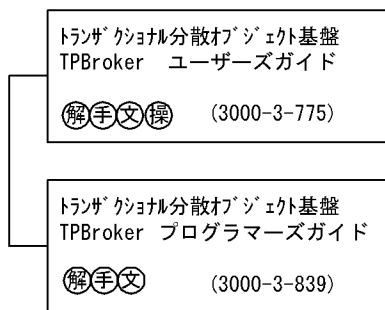 ﾄﾗﾝｻﾞｸｼｮﾅﾙ分散ｵﾌﾞｼﾞｪｸﾄ基盤
TPBroker　ユーザーズガイド
解手文操　(3000-3-775)
ﾄﾗﾝｻﾞｸｼｮﾅﾙ分散ｵﾌﾞｼﾞｪｸﾄ基盤
TPBroker プログラマーズガイド
解手文　(3000-3-839)